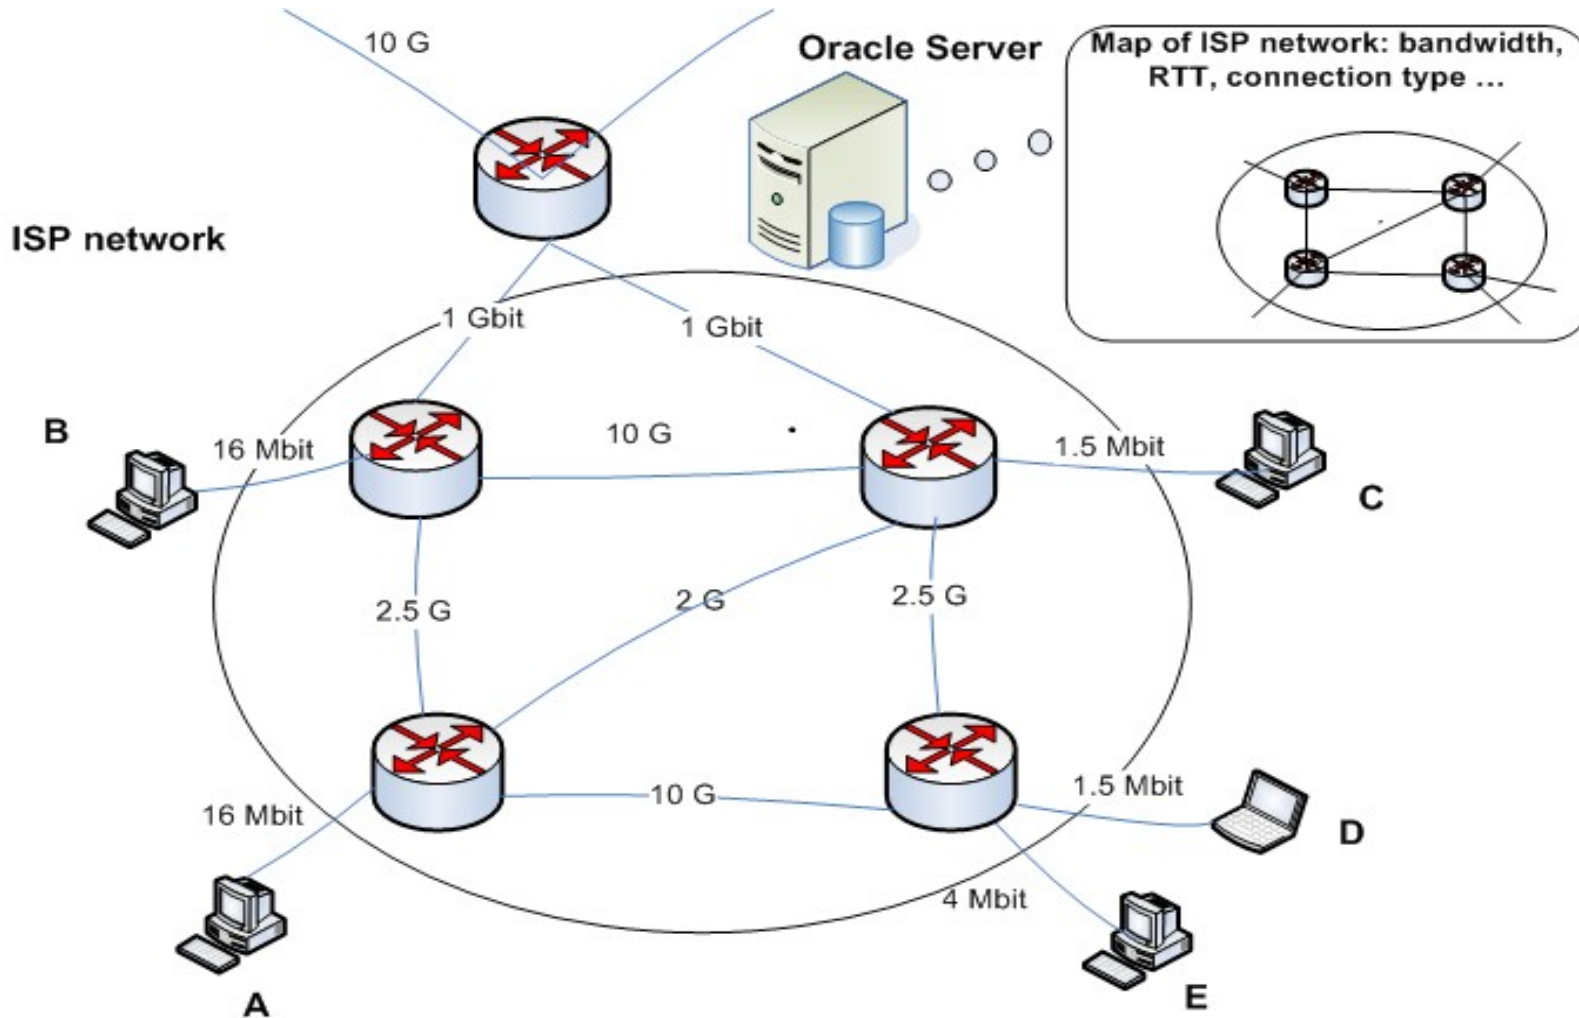 10 G
Oracle Server
Map of ISP network: bandwidth,
RTT, connection type ...
ISP network
1 Gbit
1 Gbit
B
16 Mbit
10 G
1.5 Mbit
C
2.5 G
2 G
2.5 G
16 Mbit
10 G
1.5 Mbit
D
4 Mbit
A
E